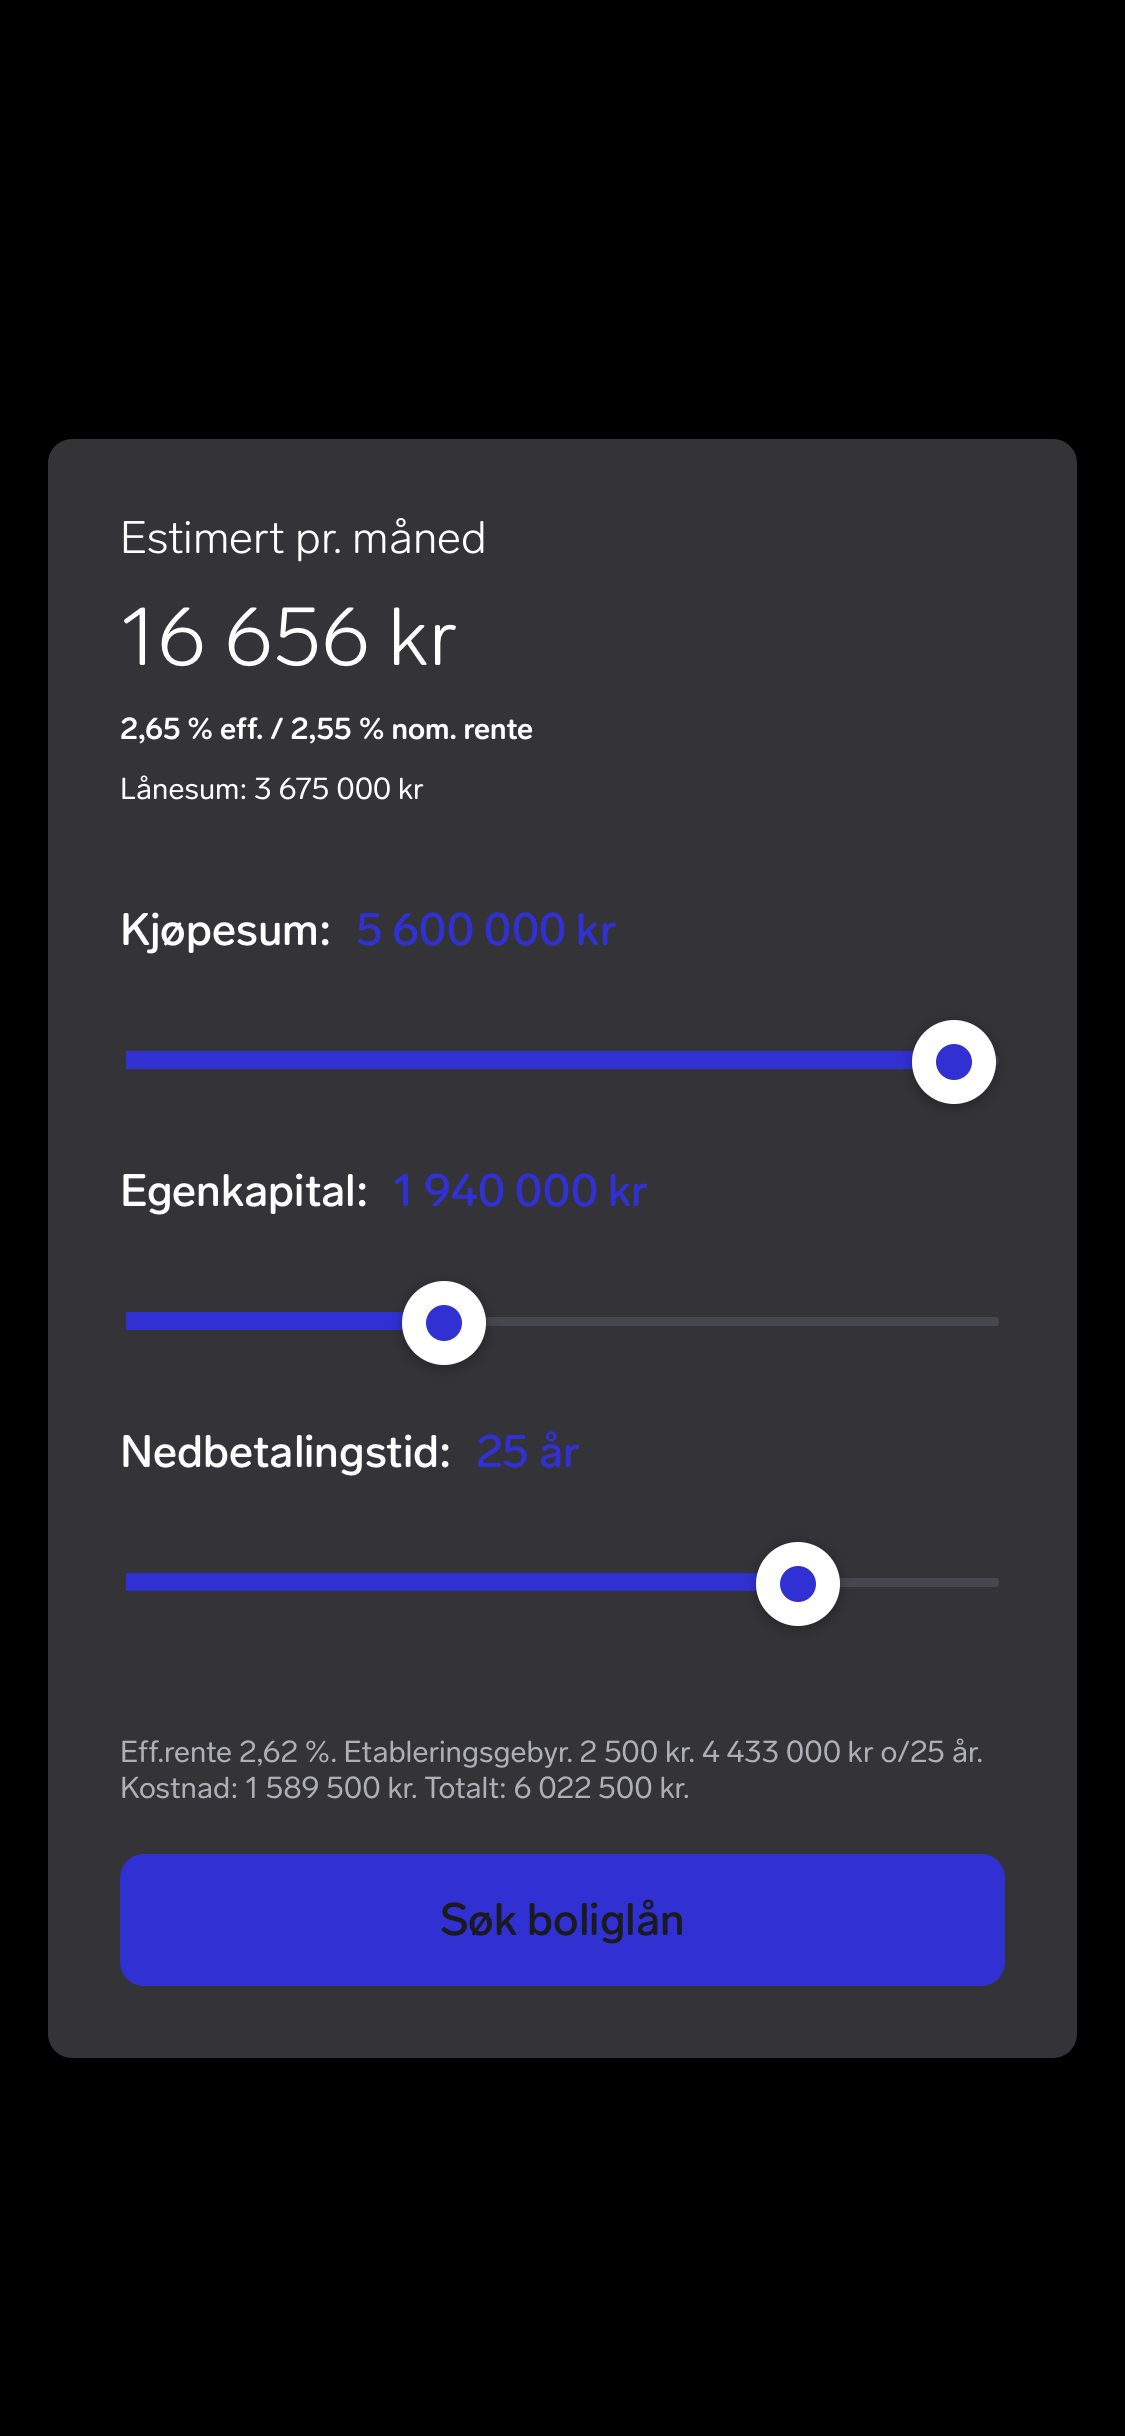 Estimert pr. måned
16 656 kr
2,65 % eff. / 2,55 % nom. rente
Lånesum: 3 675 000 kr
Kjøpesum: 5 600 000 kr
Egenkapital: 1 940 000 kr
Nedbetalingstid: 25 år
Eff.rente 2,62 %. Etableringsgebyr. 2 500 kr. 4 433 000 kr o/25 år.
Kostnad: 1 589 500 kr. Totalt: 6 022 500 kr.
Søk boliglån